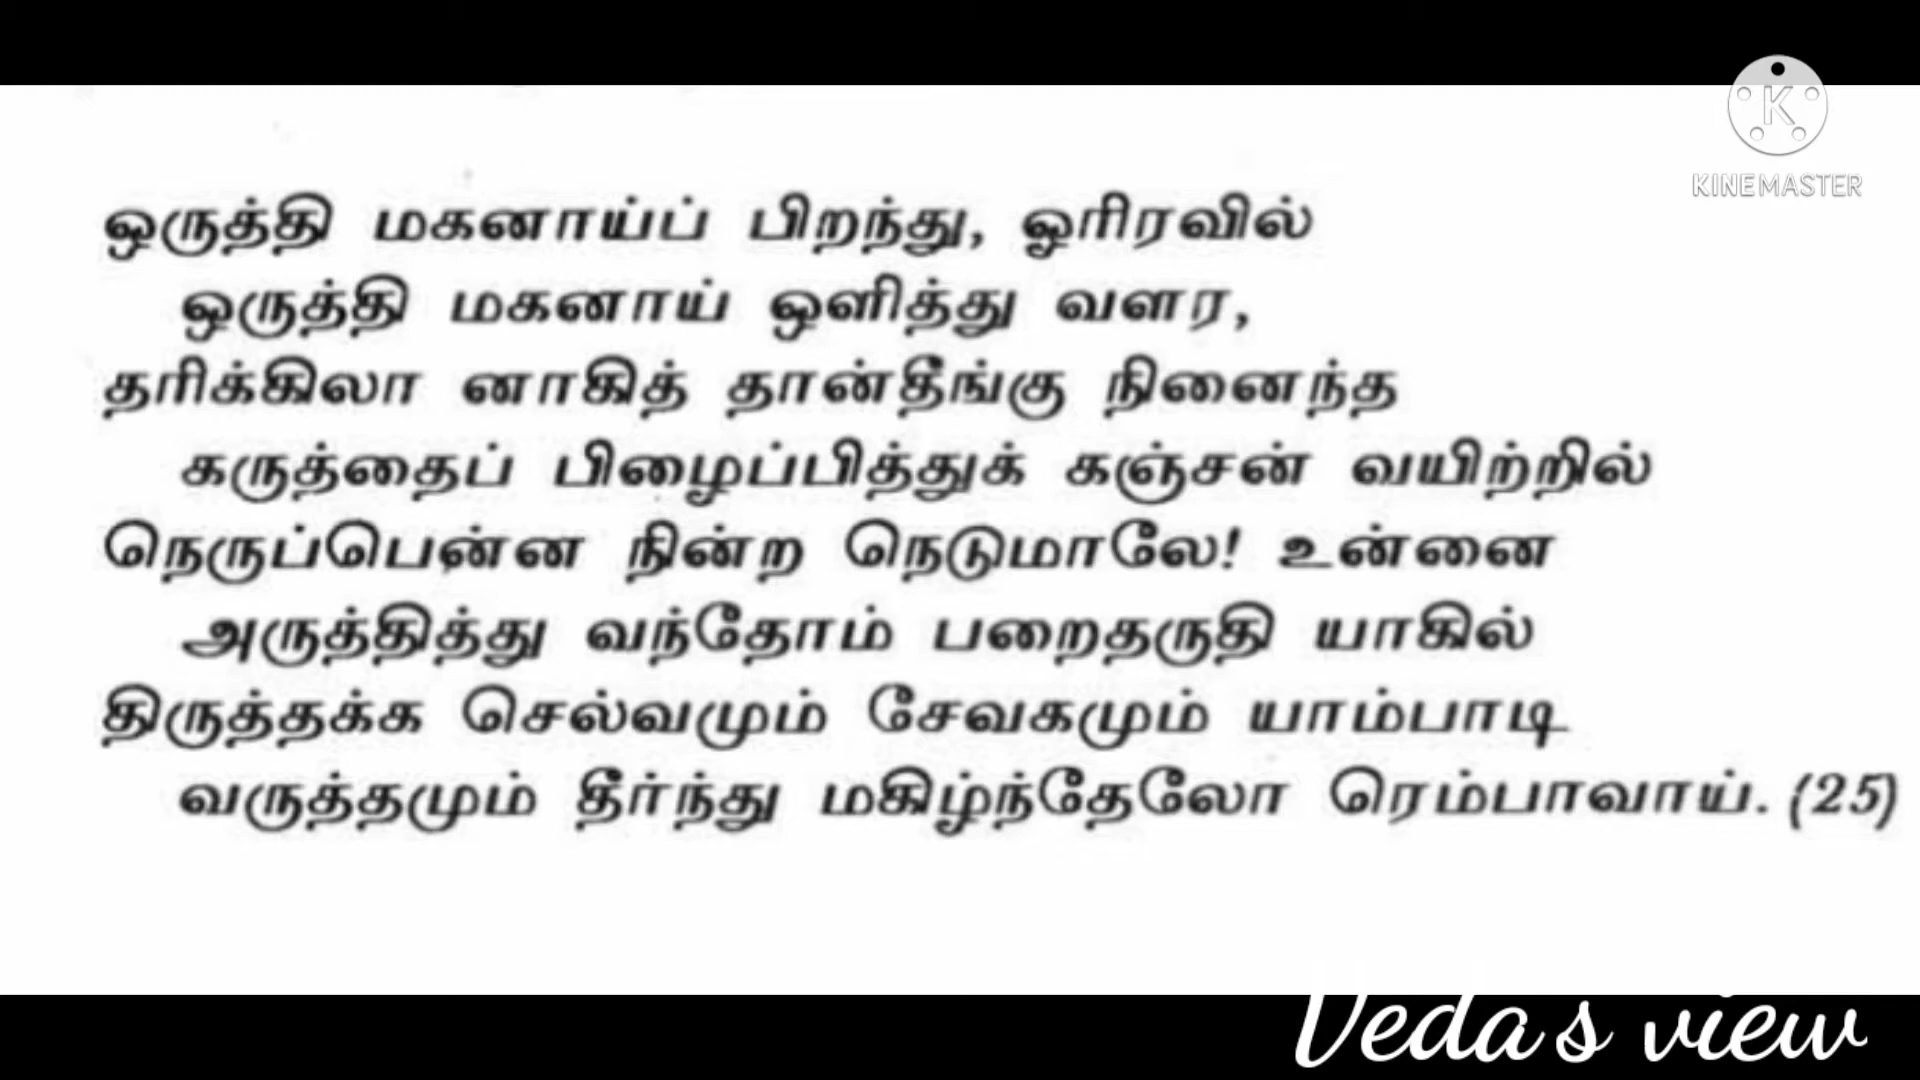 KINEMASTER
ஒருத்தி மகனாய்ப் பிறந்து, ஓரிரவில்
ஒருத்தி மகனாய் ஒளித்து வளர,
தரிக்கிலா னாகித் தான்தீங்கு நினைந்த
கருத்தைப் பிழைப்பித்துக் கஞ்சன் வயிற்றில்
நெருப்பென்ன நின்ற நெடுமாலே! உன்னை
அருத்தித்து வந்தோம் பறைதருதி யாகில்
திருத்தக்க செல்வமும் சேவகமும் யாம்பாடி
வருத்தமும் தீர்ந்து மகிழ்ந்தேலோ ரெம்பாவாய். (25)
Veda's view